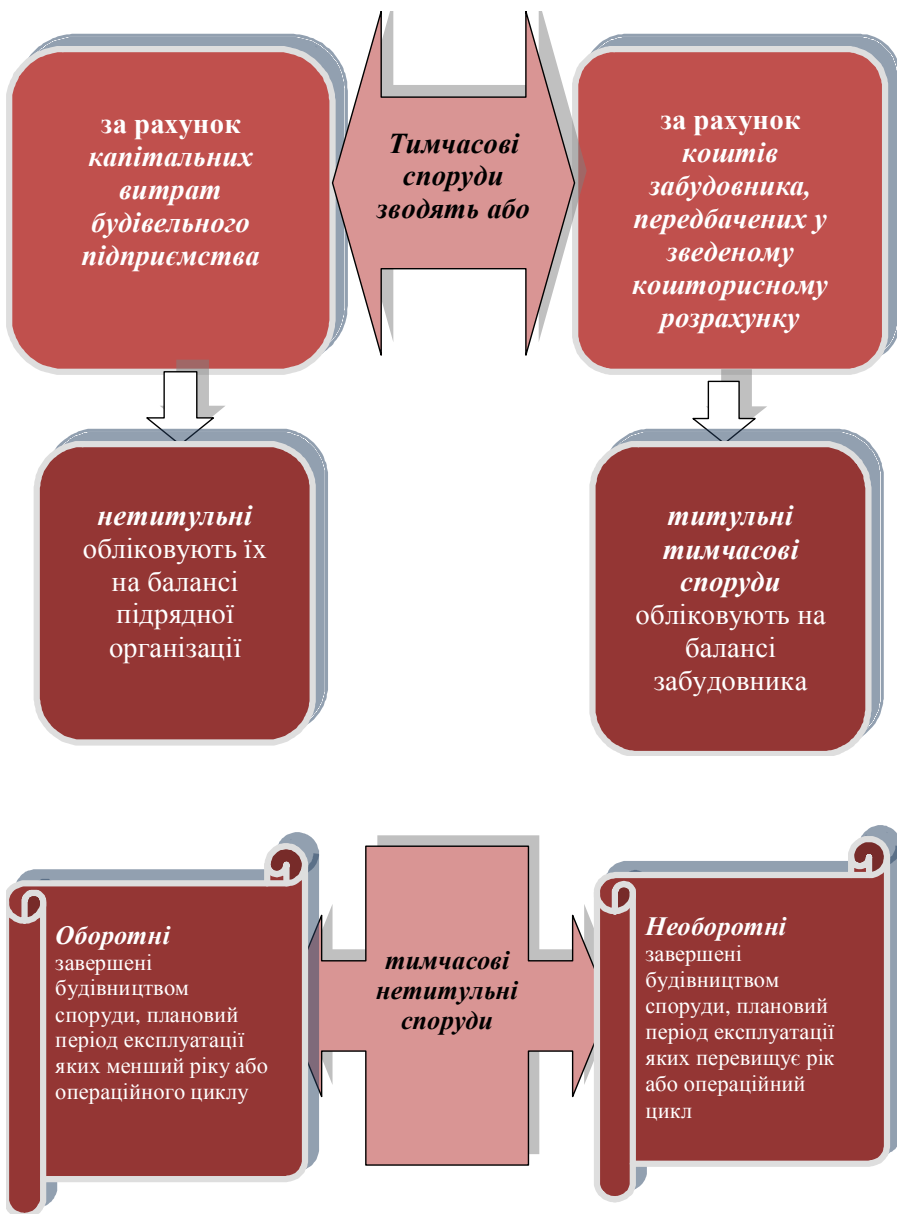 за рахунок
капітальних
витрат
будівельного
підприємства
Тимчасові
споруди
зводять або
за рахунок
коштів
забудовника,
передбачених у
зведеному
кошторисному
розрахунку
нетитульні
обліковують їх
на балансі
підрядної
організації
титульні
тимчасові
споруди
обліковують на
балансі
забудовника
Оборотні
завершені
будівництвом
споруди, плановий
період експлуатації
яких менший ріку або
операційного циклу
тимчасові
нетитульні
споруди
Необоротні
завершені
будівництвом
споруди, плановий
період експлуатації
яких перевищує рік
або операційний
цикл